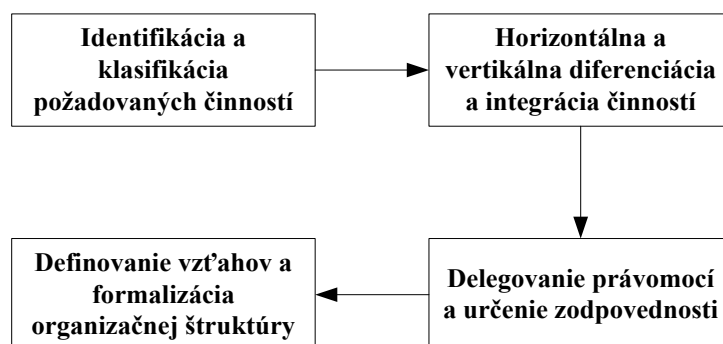 Identifikácia a
klasifikácia
požadovaných činností
Horizontálna a
vertikálna diferenciácia
a integrácia činností
Delegovanie právomocí
a určenie zodpovednosti
Definovanie vzťahov a
formalizácia
organizačnej štruktúry